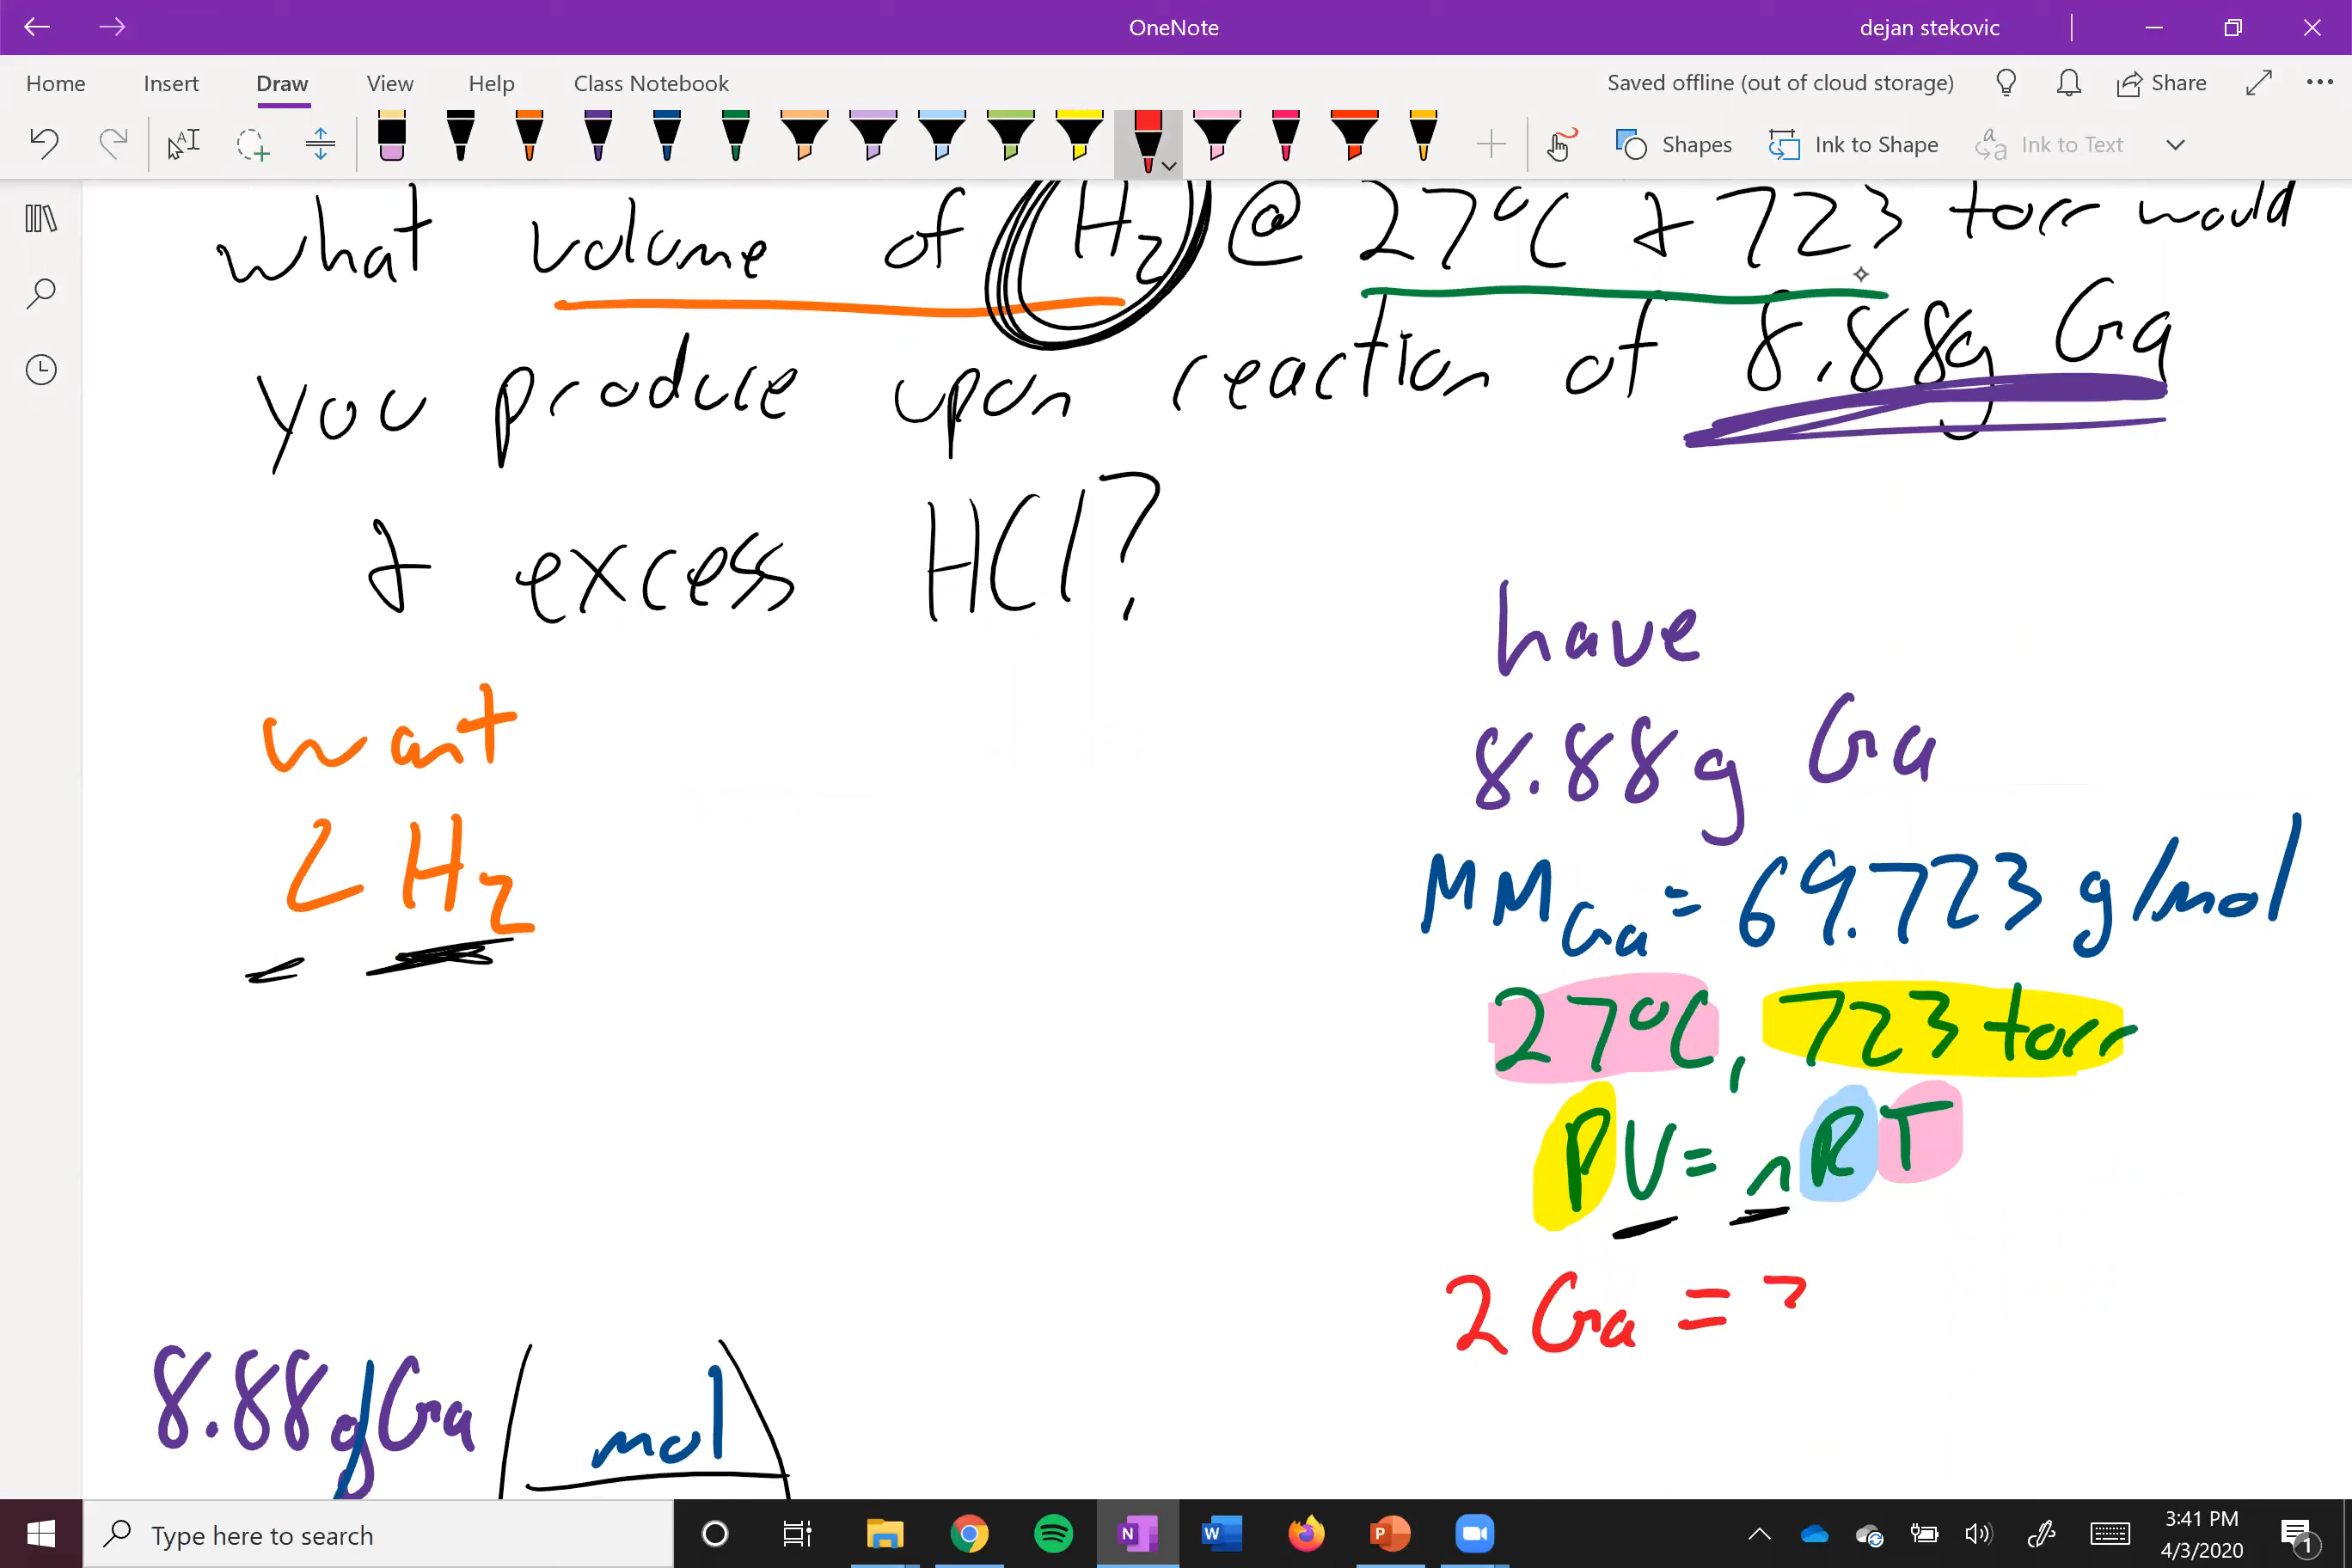 OneNote
dejan stekovic
Home Insert Draw View Help Class Notebook
Saved offline (out of cloud storage) Share
Shapes Ink to Shape Ink to Text
what volume of H2 @ 27°C & 723 torr would
you produce upon reaction of 8.88g Ga
& excess HCl?
have
8.88g Ga
MMGa = 69.723 g/mol
27°C, 723 torr
PV = nRT
2 Ga = 3
want
L H2
8.88g Ga ( mol )
Type here to search
3:41 PM
4/3/2020
1